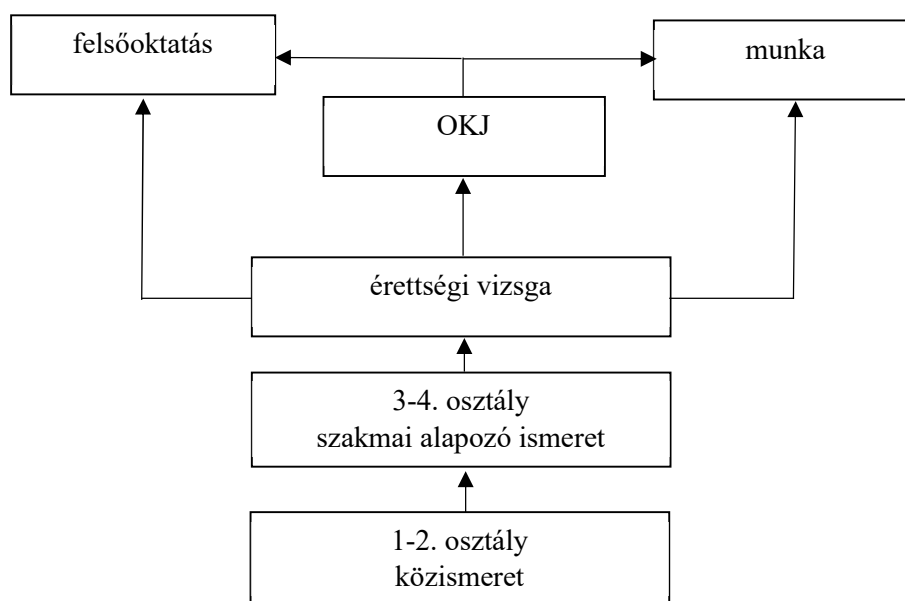 felsőoktatás
munka
OKJ
érettségi vizsga
3-4. osztály
szakmai alapozó ismeret
1-2. osztály
közismeret